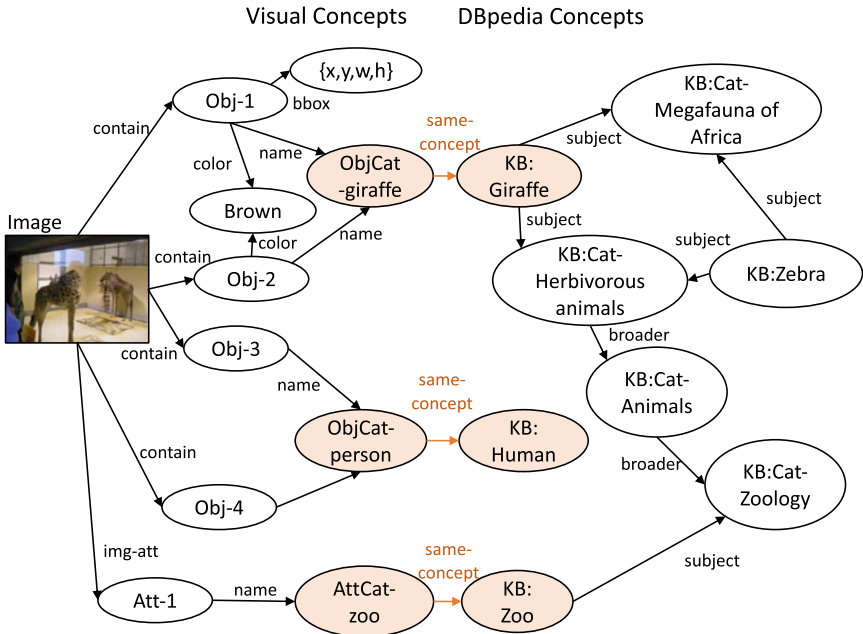 Visual Concepts
DBpedia Concepts
{x,y,w,h}
Obj-1
bbox
KB:Cat-
Megafauna of
Africa
contain
same-
concept
subject
color
name
ObjCat
-giraffe
KB:
Giraffe
Brown
subject
subject
Image
name
color
contain
subject
Obj-2
KB:Cat-
Herbivorous
animals
KB:Zebra
contain
Obj-3
broader
name
same-
concept
KB:Cat-
Animals
ObjCat-
person
KB:
Human
contain
broader
KB:Cat-
Zoology
Obj-4
img-att
same-
concept
subject
Att-1
name
AttCat-
zoo
KB:
Zoo